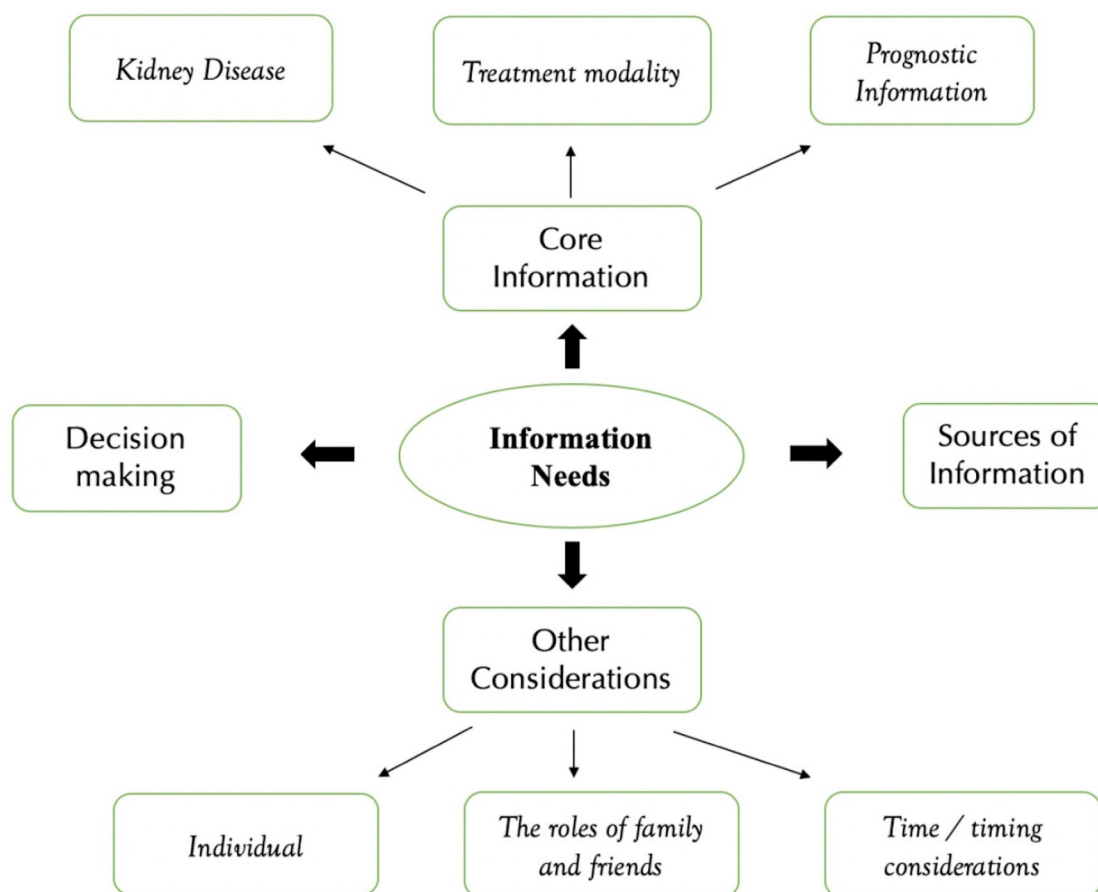 Kidney Disease
Treatment modality
Prognostic
Information
Core
Information
Decision
making
Information
Needs
Sources of
Information
Other
Considerations
Individual
The roles of family
and friends
Time / timing
considerations